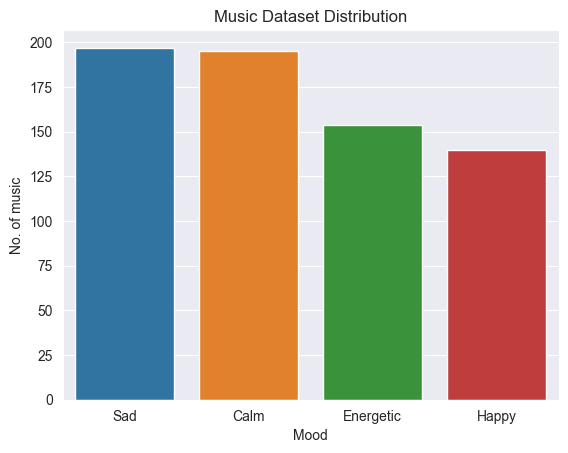 Music Dataset Distribution
No. of music
200
175
150
125
100
75
50
25
0
Sad Calm Energetic Happy
Mood